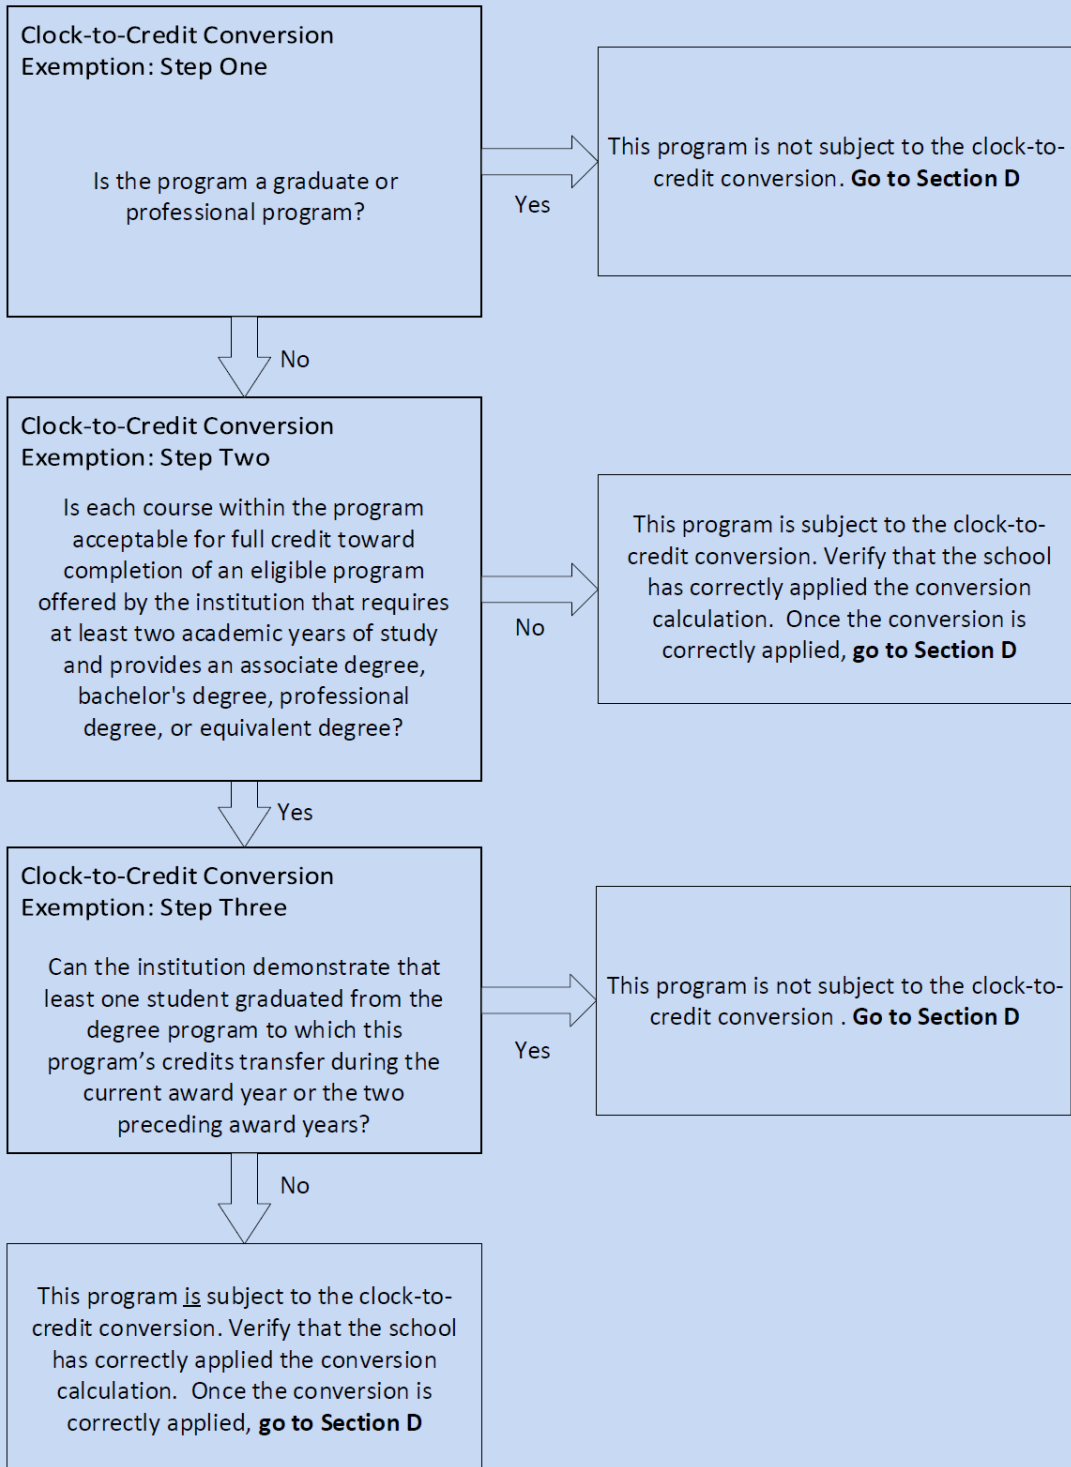 Clock-to-Credit Conversion
Exemption: Step One
Is the program a graduate or
professional program?
Yes
This program is not subject to the clock-to-
credit conversion. Go to Section D
No
Clock-to-Credit Conversion
Exemption: Step Two
Is each course within the program
acceptable for full credit toward
completion of an eligible program
offered by the institution that requires
at least two academic years of study
and provides an associate degree,
bachelor's degree, professional
degree, or equivalent degree?
No
This program is subject to the clock-to-
credit conversion. Verify that the school
has correctly applied the conversion
calculation.  Once the conversion is
correctly applied, go to Section D
Yes
Clock-to-Credit Conversion
Exemption: Step Three
Can the institution demonstrate that
least one student graduated from the
degree program to which this
program’s credits transfer during the
current award year or the two
preceding award years?
Yes
This program is not subject to the clock-to-
credit conversion . Go to Section D
No
This program is subject to the clock-to-
credit conversion. Verify that the school
has correctly applied the conversion
calculation.  Once the conversion is
correctly applied, go to Section D